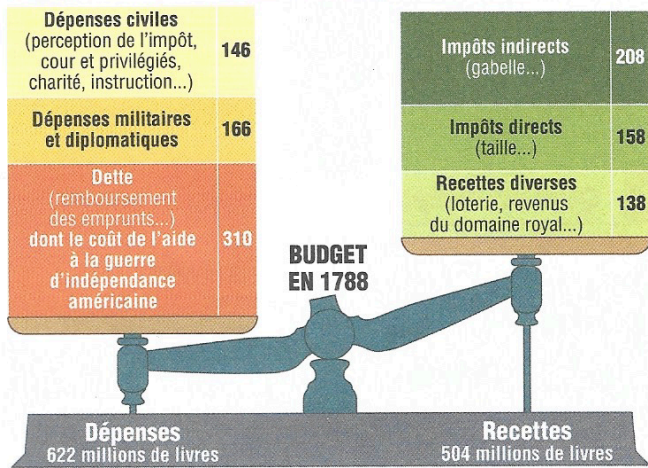 Dépenses civiles
(perception de l'impôt,
cour et privilégiés,
charité, instruction...)
146
Dépenses militaires
et diplomatiques
166
Dette
(remboursement
des emprunts...)
dont le coût de l'aide
à la guerre
d'indépendance
américaine
310
Impôts indirects
(gabelle...)
208
Impôts directs
(taille...)
158
Recettes diverses
(loterie, revenus
du domaine royal...)
138
BUDGET
EN 1788
Dépenses
622 millions de livres
Recettes
504 millions de livres